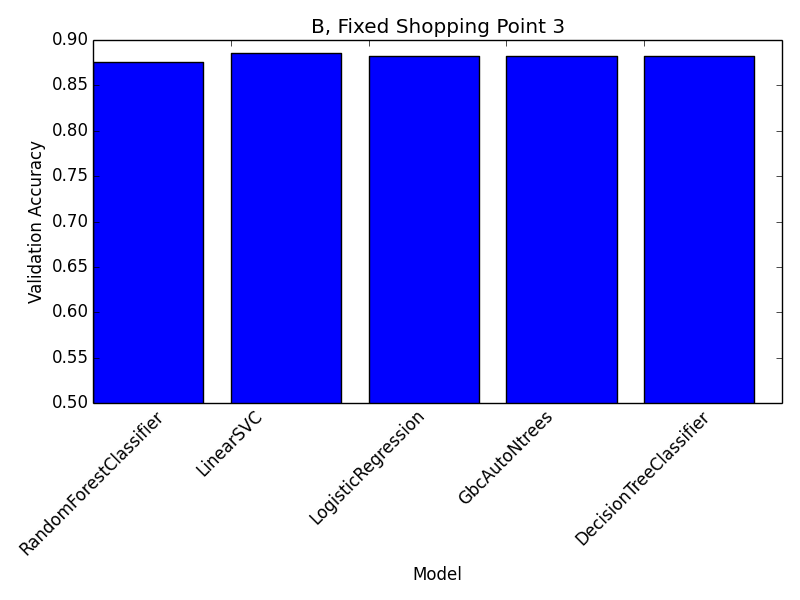 B, Fixed Shopping Point 3
Validation Accuracy
0.90
0.85
0.80
0.75
0.70
0.65
0.60
0.55
0.50
RandomForestClassifier
LinearSVC
LogisticRegression
GbcAutoNtrees
DecisionTreeClassifier
Model